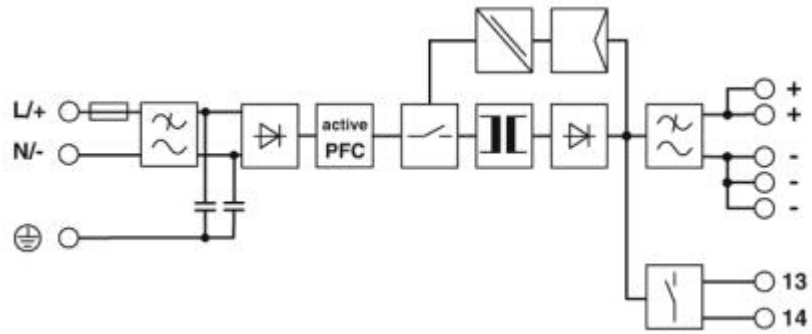 L/+
N/-
active
PFC
+
+
-
-
-
13
14